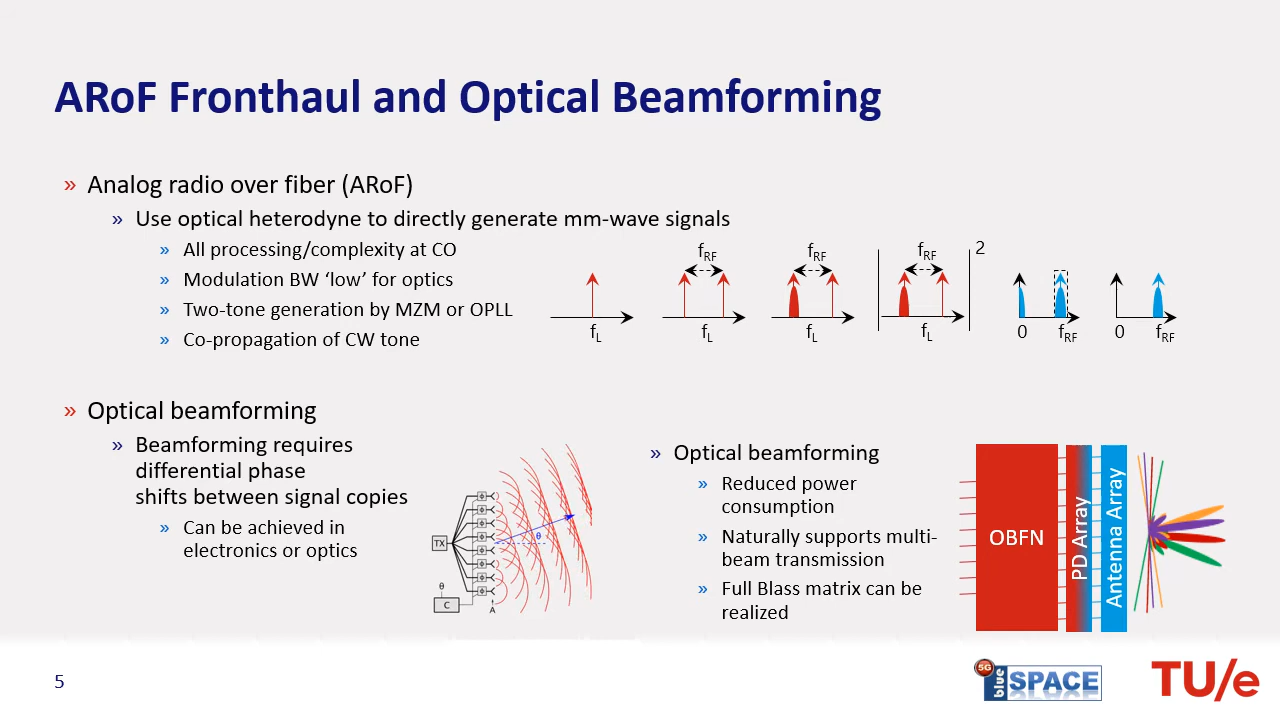 ARoF Fronthaul and Optical Beamforming
» Analog radio over fiber (ARoF)
» Use optical heterodyne to directly generate mm-wave signals
» All processing/complexity at CO
» Modulation BW ‘low’ for optics
» Two-tone generation by MZM or OPLL
» Co-propagation of CW tone
fRF fRF fRF 2
fL fL fL fL 0 fRF 0 fRF
» Optical beamforming
» Beamforming requires
differential phase
shifts between signal copies
» Can be achieved in
electronics or optics
TX
θ
C
A
θ
ϕ
ϕ
ϕ
ϕ
ϕ
ϕ
ϕ
ϕ
» Optical beamforming
» Reduced power
consumption
» Naturally supports multi-
beam transmission
» Full Blass matrix can be
realized
OBFN
PD Array
Antenna Array
5
5G
blue
SPACE
TU/e